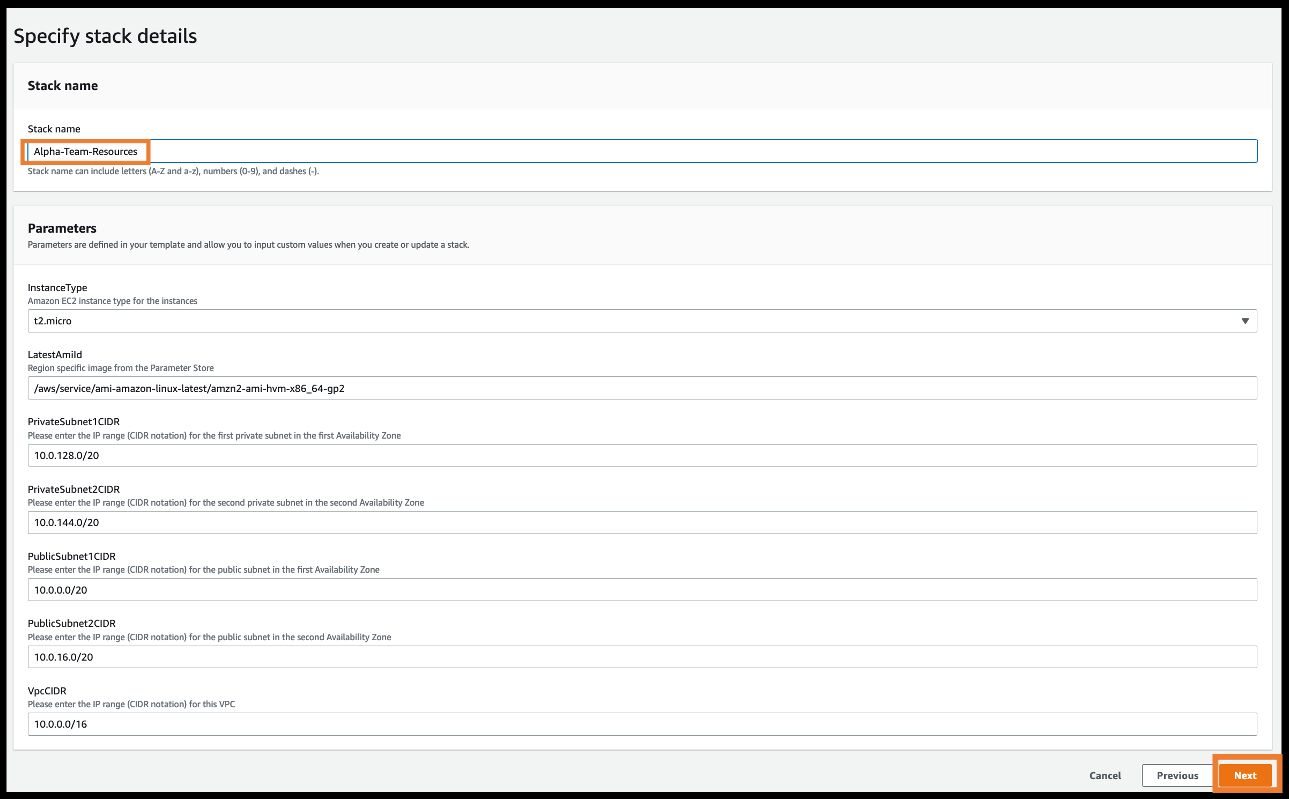 Specify stack details
Stack name
Stack name
Alpha-Team-Resources
Stack name can include letters (A-Z and a-z), numbers (0-9), and dashes (-).
Parameters
Parameters are defined in your template and allow you to input custom values when you create or update a stack.
InstanceType
Amazon EC2 instance type for the instances
t2.micro
LatestAmiId
Region specific image from the Parameter Store
/aws/service/ami-amazon-linux-latest/amzn2-ami-hvm-x86_64-gp2
PrivateSubnet1CIDR
Please enter the IP range (CIDR notation) for the first private subnet in the first Availability Zone
10.0.128.0/20
PrivateSubnet2CIDR
Please enter the IP range (CIDR notation) for the second private subnet in the second Availability Zone
10.0.144.0/20
PublicSubnet1CIDR
Please enter the IP range (CIDR notation) for the public subnet in the first Availability Zone
10.0.0.0/20
PublicSubnet2CIDR
Please enter the IP range (CIDR notation) for the public subnet in the second Availability Zone
10.0.16.0/20
VpcCIDR
Please enter the IP range (CIDR notation) for this VPC
10.0.0.0/16
Cancel Previous Next